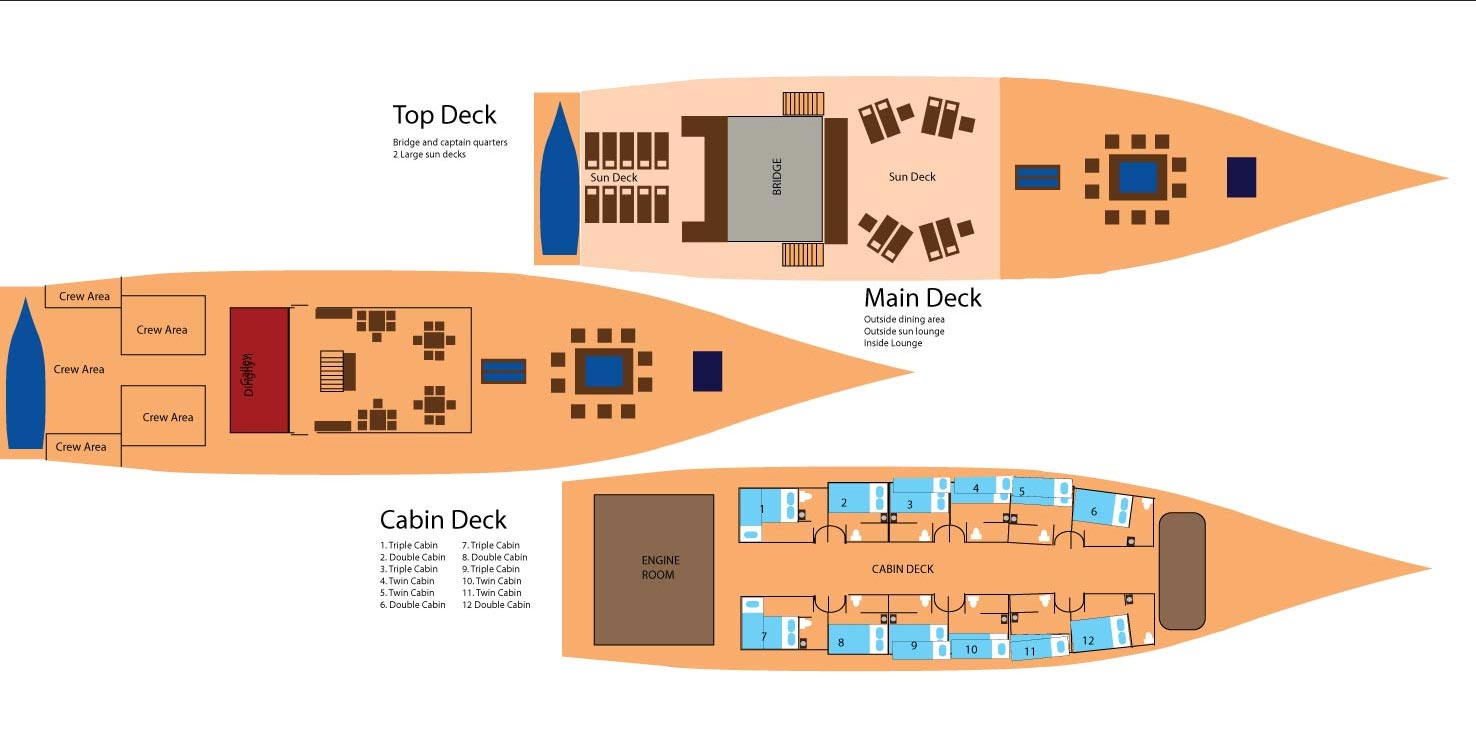 Top Deck
Bridge and captain quarters
2 Large sun decks
Sun Deck
BRIDGE
Sun Deck
Main Deck
Outside dining area
Outside sun lounge
Inside Lounge
Crew Area
Crew Area
Crew Area
Crew Area
Crew Area
Galley
Dinghy
Cabin Deck
1. Triple Cabin
2. Double Cabin
3. Triple Cabin
4. Twin Cabin
5. Twin Cabin
6. Double Cabin
7. Triple Cabin
8. Double Cabin
9. Triple Cabin
10. Twin Cabin
11. Twin Cabin
12 Double Cabin
ENGINE
ROOM
CABIN DECK
1
2
3
4
5
6
7
8
9
10
11
12